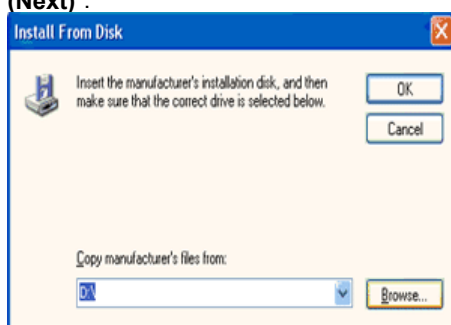 (Next) .
Install From Disk
Insert the manufacturer's installation disk, and then
make sure that the correct drive is selected below.
OK
Cancel
Copy manufacturer's files from:
D:\
Browse...